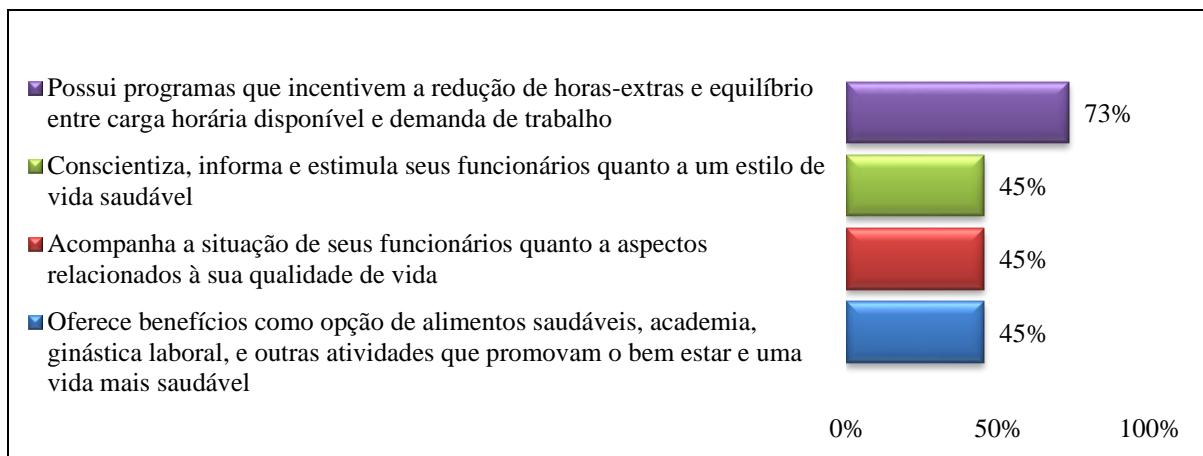 Possui programas que incentivem a redução de horas-extras e equilíbrio
entre carga horária disponível e demanda de trabalho
73%
Conscientiza, informa e estimula seus funcionários quanto a um estilo de
vida saudável
45%
Acompanha a situação de seus funcionários quanto a aspectos
relacionados à sua qualidade de vida
45%
Oferece benefícios como opção de alimentos saudáveis, academia,
ginástica laboral, e outras atividades que promovam o bem estar e uma
vida mais saudável
45%
0% 50% 100%